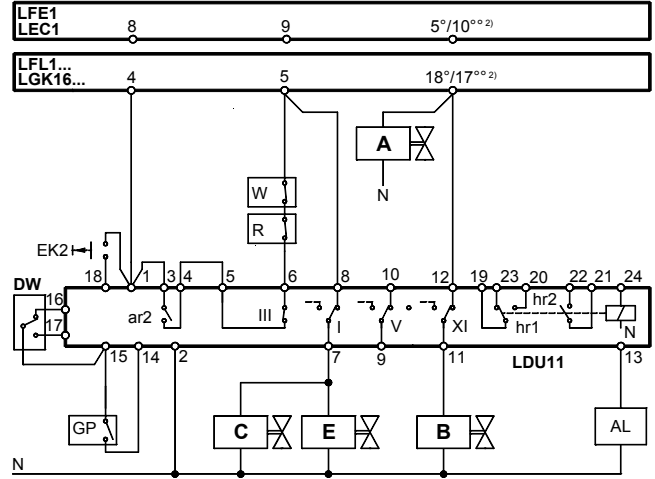 LFE1
LEC1
8 9 5°/10°° 2)
LFL1...
LGK16...
4 5 18°/17°° 2)
A
N
W
R
EK2
18 1 3 4 5 6 8 10 12 19 23 20 22 21 24
DW
16
17
ar2 III I V XI hr1 hr2 N
15 14 2 7 9 11 LDU11 13
GP C E B AL
N